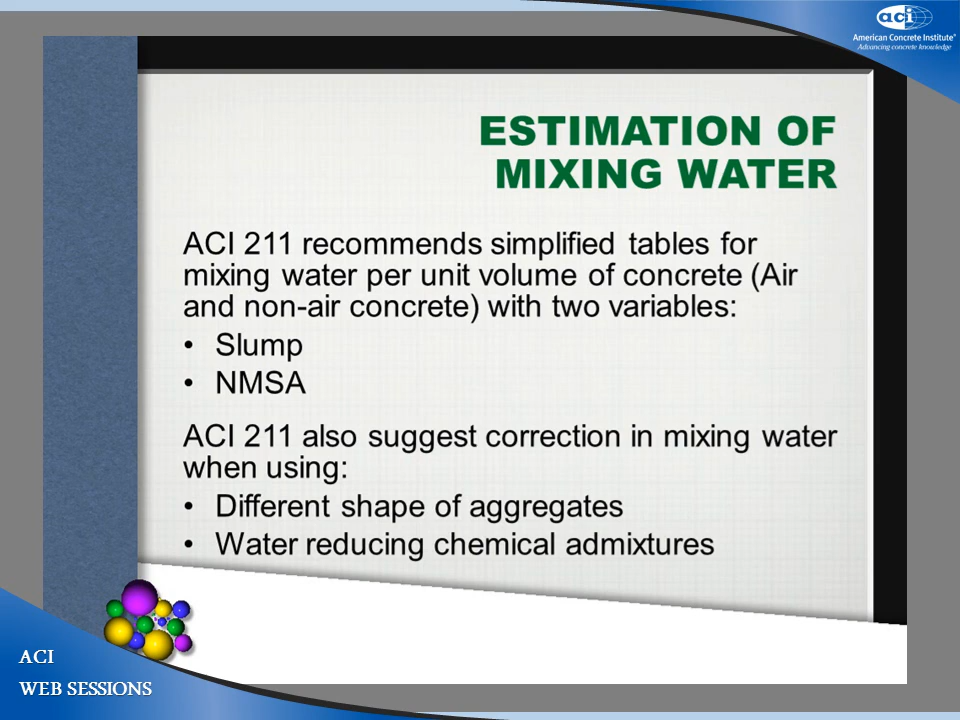 aci
American Concrete Institute®
Advancing concrete knowledge
ESTIMATION OF
MIXING WATER
ACI 211 recommends simplified tables for
mixing water per unit volume of concrete (Air
and non-air concrete) with two variables:
• Slump
• NMSA
ACI 211 also suggest correction in mixing water
when using:
• Different shape of aggregates
• Water reducing chemical admixtures
ACI
WEB SESSIONS